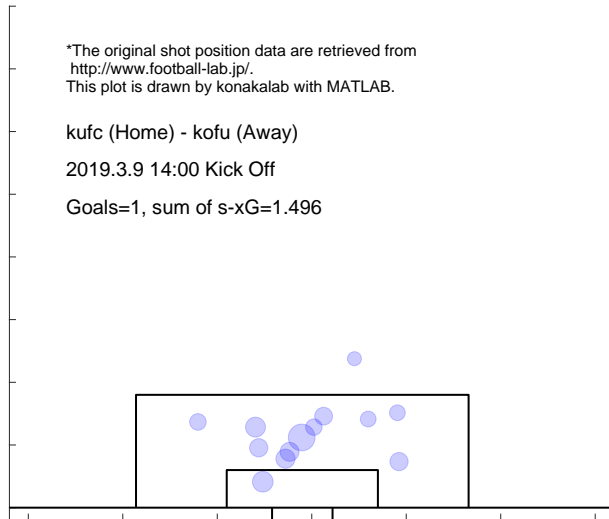 *The original shot position data are retrieved from
http://www.football-lab.jp/.
This plot is drawn by konakalab with MATLAB.
kufc (Home) - kofu (Away)
2019.3.9 14:00 Kick Off
Goals=1, sum of s-xG=1.496